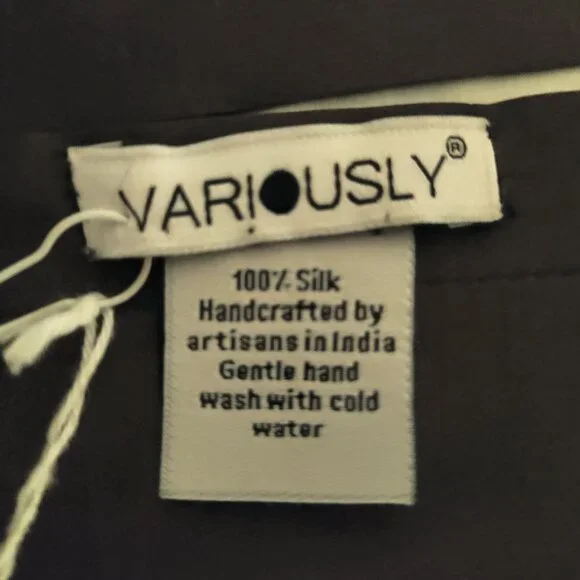 VARIOUSLY®
100% Silk
Handcrafted by
artisans in India
Gentle hand
wash with cold
water